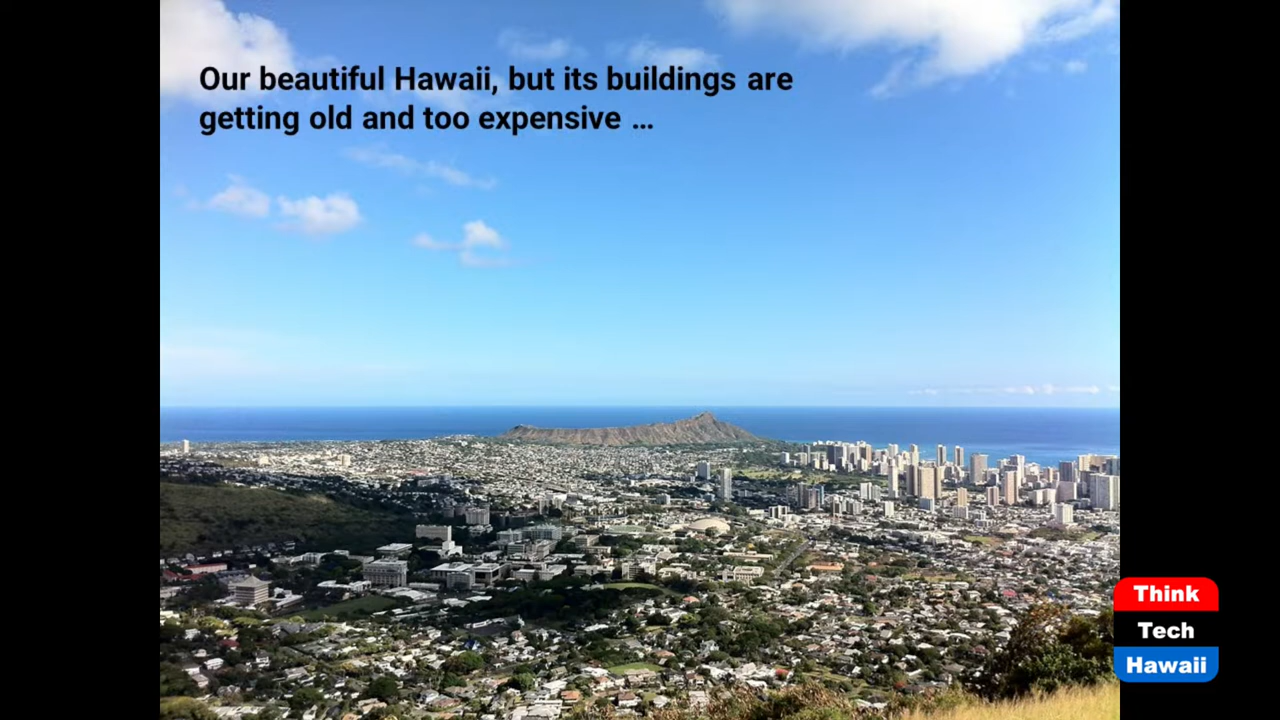 Our beautiful Hawaii, but its buildings are
getting old and too expensive ...
Think
Tech
Hawaii